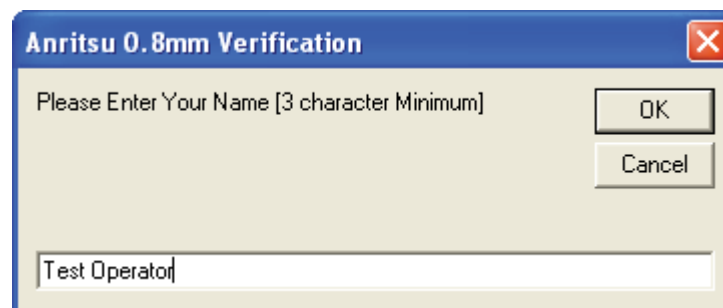 Anritsu 0.8mm Verification
Please Enter Your Name [3 character Minimum]
OK
Cancel
Test Operator